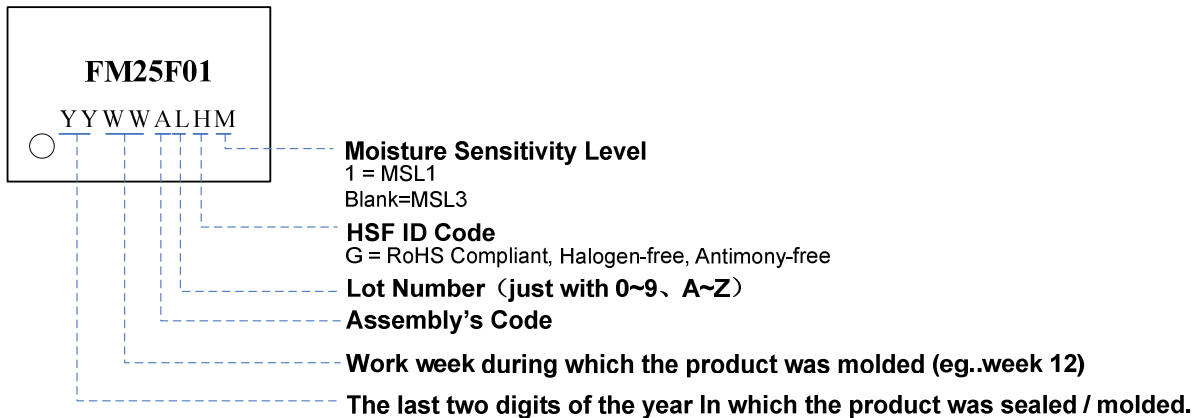 FM25F01
YYWWALHM
Moisture Sensitivity Level
1 = MSL1
Blank=MSL3
HSF ID Code
G = RoHS Compliant, Halogen-free, Antimony-free
Lot Number（just with 0~9、A~Z）
Assembly's Code
Work week during which the product was molded (eg..week 12)
The last two digits of the year In which the product was sealed / molded.